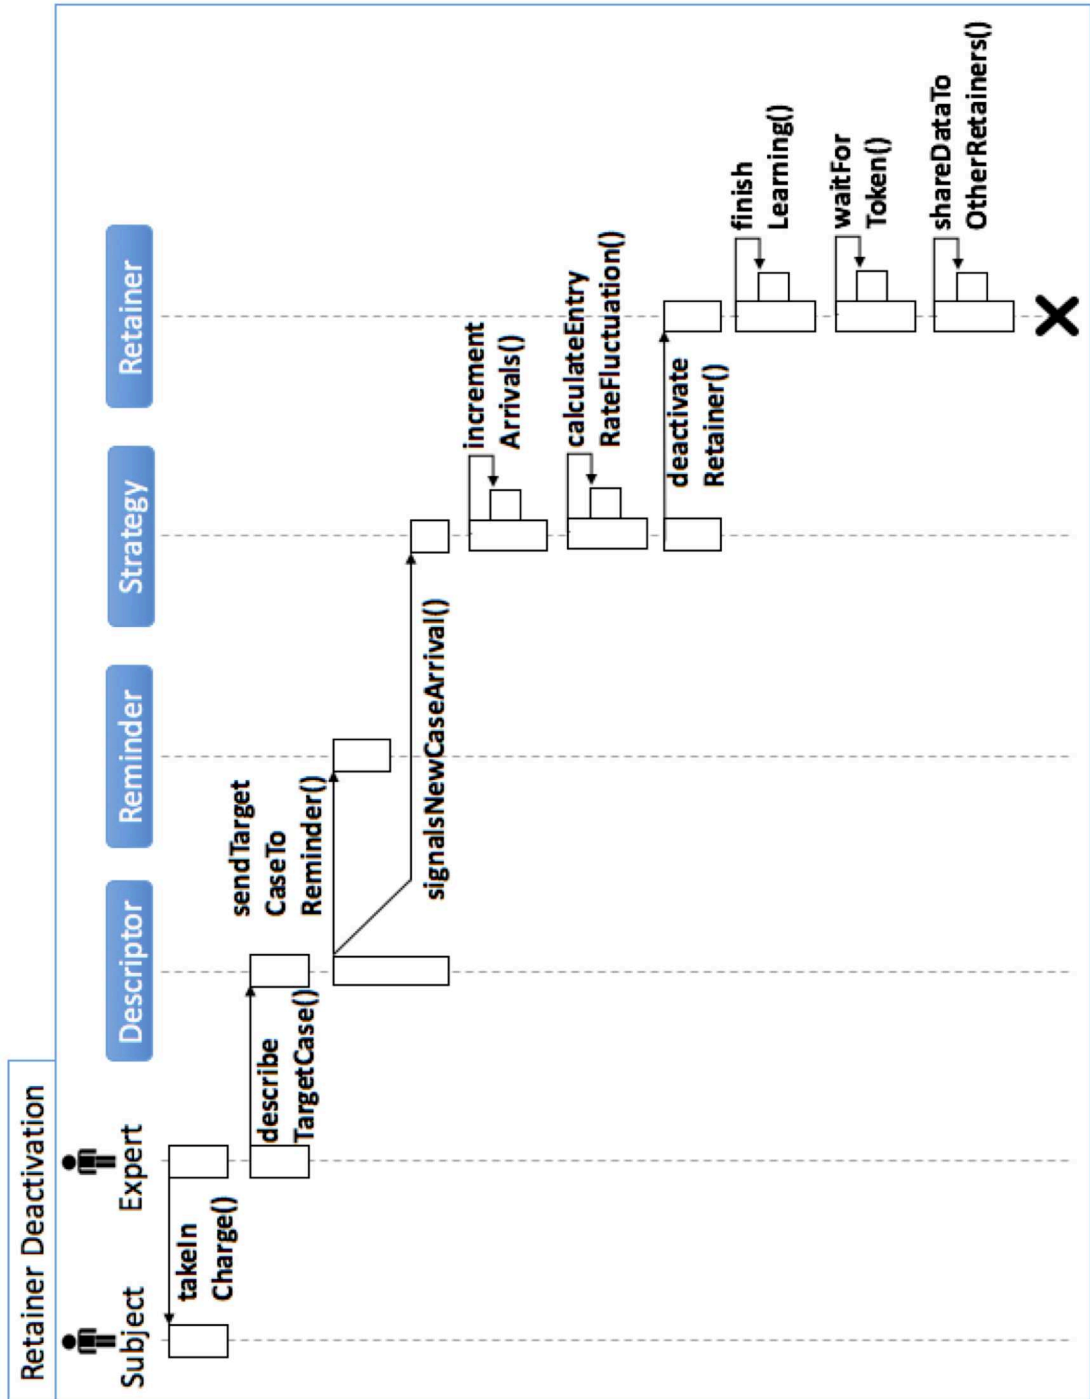 Retainer Deactivation
Subject
Expert
Descriptor
Reminder
Strategy
Retainer
takeIn
Charge()
describe
TargetCase()
sendTarget
CaseTo
Reminder()
signalsNewCaseArrival()
increment
Arrivals()
calculateEntry
RateFluctuation()
deactivate
Retainer()
finish
Learning()
waitFor
Token()
shareDataTo
OtherRetainers()